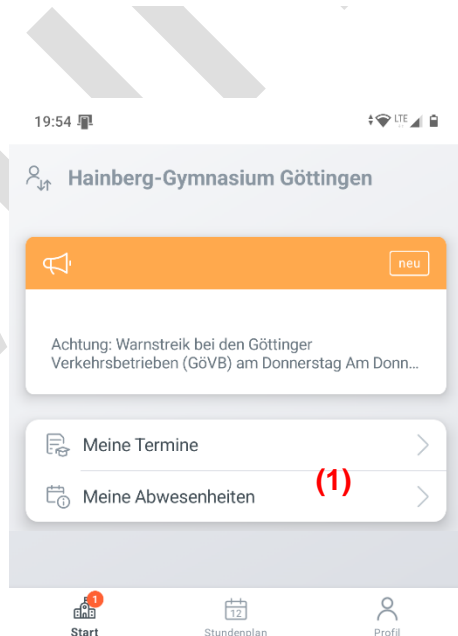 19:54
LTE
Hainberg-Gymnasium Göttingen
neu
Achtung: Warnstreik bei den Göttinger
Verkehrsbetrieben (GöVB) am Donnerstag Am Donn...
Meine Termine
(1)
Meine Abwesenheiten
1
12
Start
Stundenplan
Profil